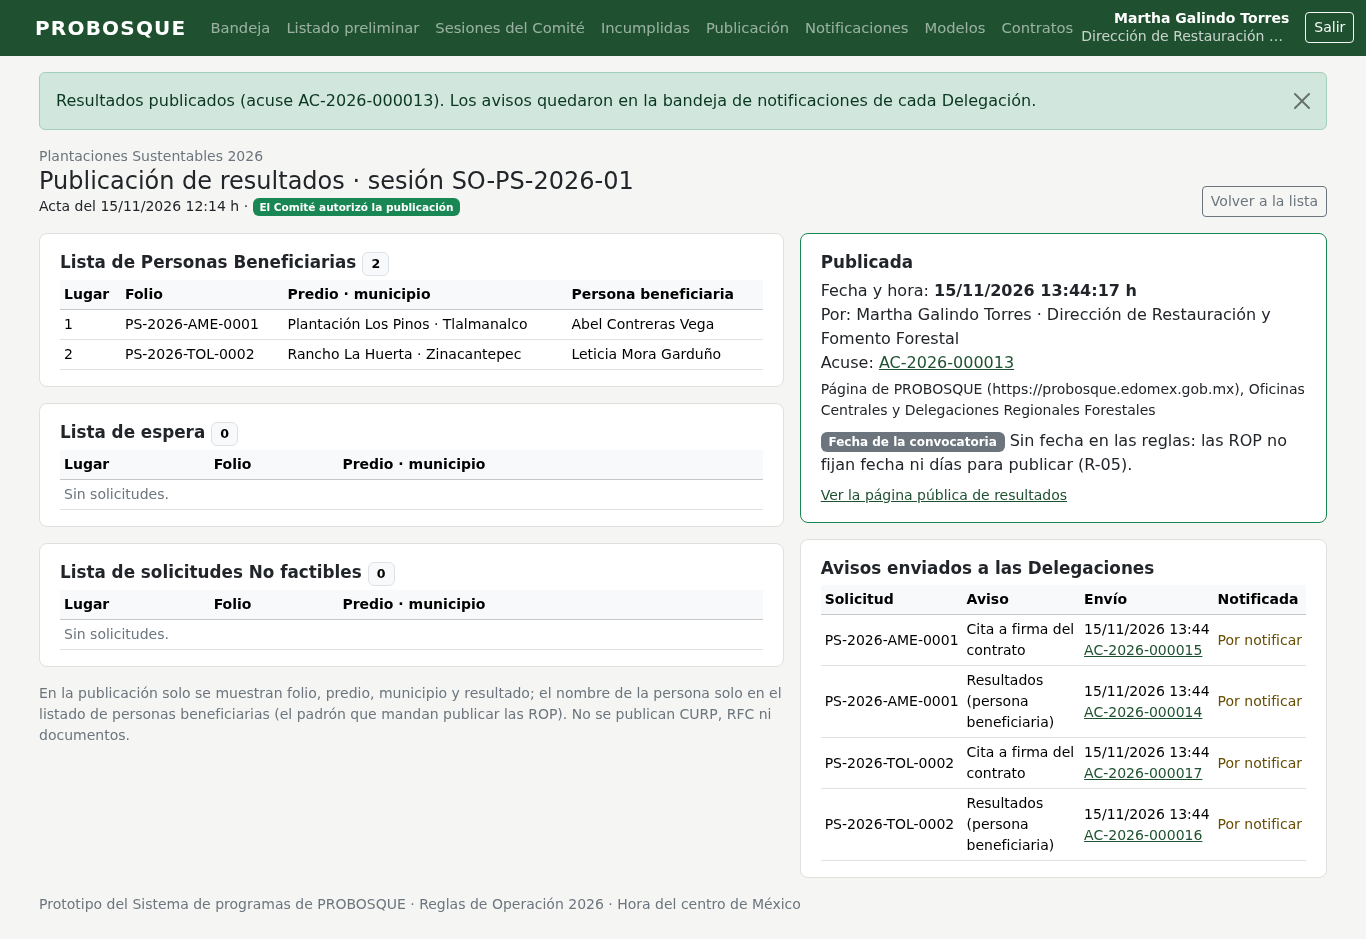 PROBOSQUE Bandeja Listado preliminar Sesiones del Comité Incumplidas Publicación Notificaciones Modelos Contratos
Martha Galindo Torres
Dirección de Restauración ...
Salir
Resultados publicados (acuse AC-2026-000013). Los avisos quedaron en la bandeja de notificaciones de cada Delegación.
Plantaciones Sustentables 2026
Publicación de resultados · sesión SO-PS-2026-01
Acta del 15/11/2026 12:14 h · El Comité autorizó la publicación
Volver a la lista
Lista de Personas Beneficiarias 2
Lugar Folio Predio · municipio Persona beneficiaria
1 PS-2026-AME-0001 Plantación Los Pinos · Tlalmanalco Abel Contreras Vega
2 PS-2026-TOL-0002 Rancho La Huerta · Zinacantepec Leticia Mora Garduño
Lista de espera 0
Lugar Folio Predio · municipio
Sin solicitudes.
Lista de solicitudes No factibles 0
Lugar Folio Predio · municipio
Sin solicitudes.
En la publicación solo se muestran folio, predio, municipio y resultado; el nombre de la persona solo en el
listado de personas beneficiarias (el padrón que mandan publicar las ROP). No se publican CURP, RFC ni
documentos.
Publicada
Fecha y hora: 15/11/2026 13:44:17 h
Por: Martha Galindo Torres · Dirección de Restauración y
Fomento Forestal
Acuse: AC-2026-000013
Página de PROBOSQUE (https://probosque.edomex.gob.mx), Oficinas
Centrales y Delegaciones Regionales Forestales
Fecha de la convocatoria Sin fecha en las reglas: las ROP no
fijan fecha ni días para publicar (R-05).
Ver la página pública de resultados
Avisos enviados a las Delegaciones
Solicitud Aviso Envío Notificada
PS-2026-AME-0001 Cita a firma del contrato 15/11/2026 13:44 AC-2026-000015 Por notificar
PS-2026-AME-0001 Resultados (persona beneficiaria) 15/11/2026 13:44 AC-2026-000014 Por notificar
PS-2026-TOL-0002 Cita a firma del contrato 15/11/2026 13:44 AC-2026-000017 Por notificar
PS-2026-TOL-0002 Resultados (persona beneficiaria) 15/11/2026 13:44 AC-2026-000016 Por notificar
Prototipo del Sistema de programas de PROBOSQUE · Reglas de Operación 2026 · Hora del centro de México